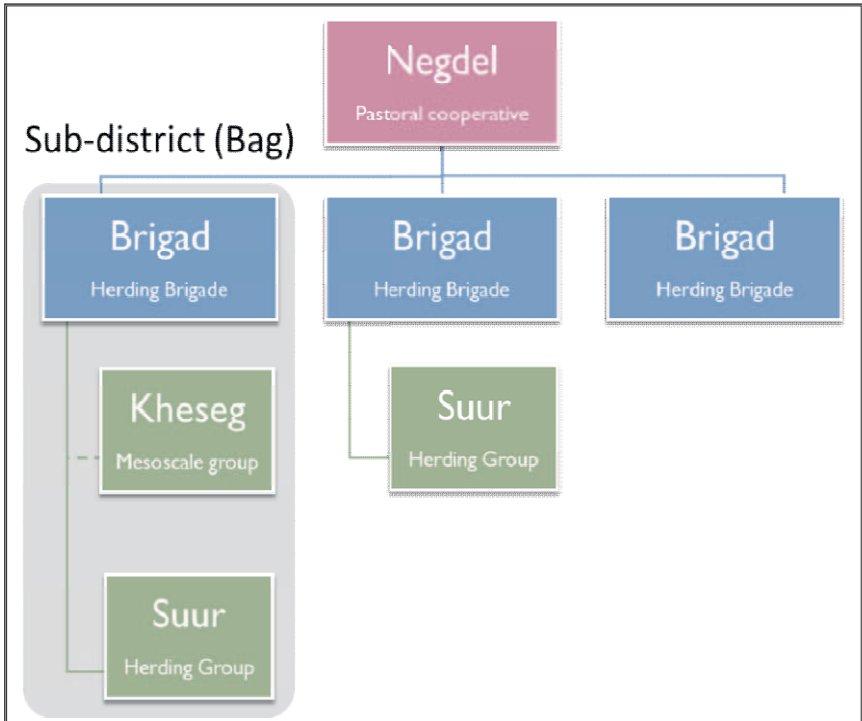 Negdel
Pastoral cooperative
Sub-district (Bag)
Brigad
Herding Brigade
Brigad
Herding Brigade
Brigad
Herding Brigade
Kheseg
Mesoscale group
Suur
Herding Group
Suur
Herding Group